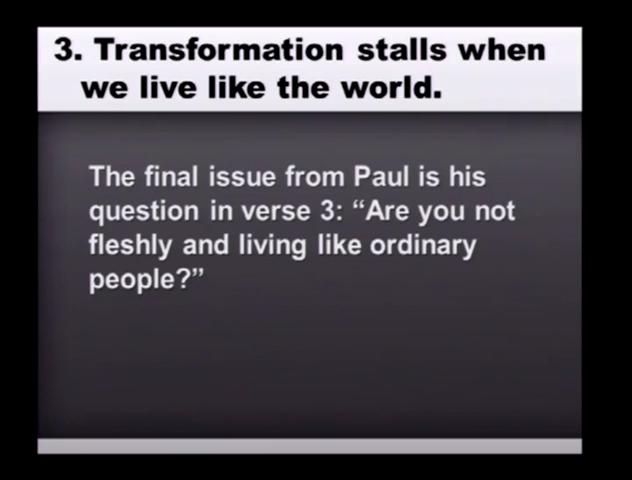 3. Transformation stalls when
we live like the world.
The final issue from Paul is his
question in verse 3: “Are you not
fleshly and living like ordinary
people?”